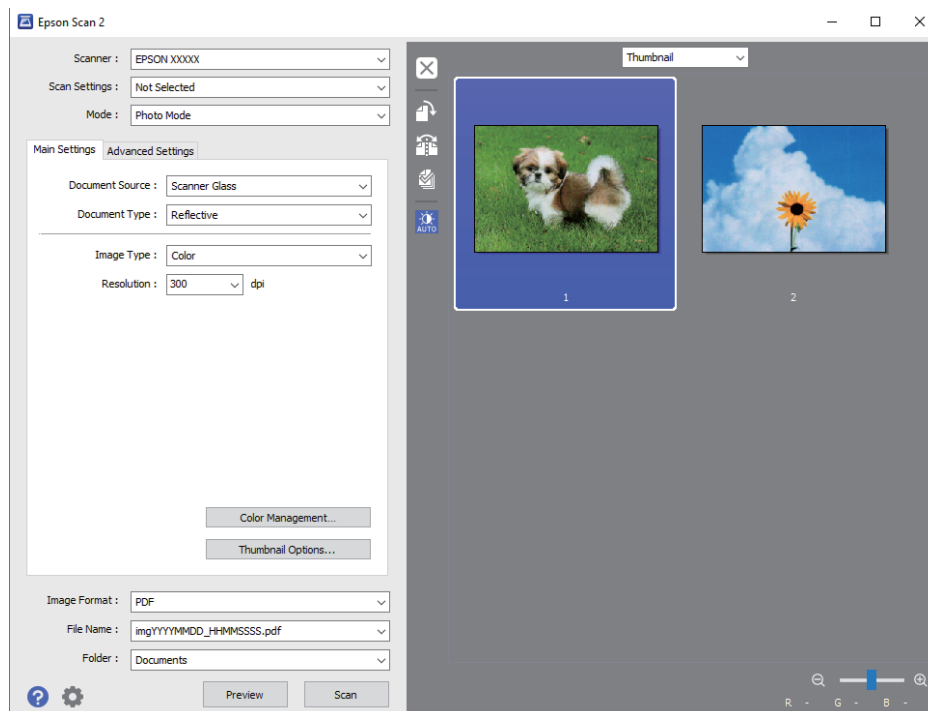 Epson Scan 2
Scanner : EPSON XXXXX
Scan Settings : Not Selected
Mode : Photo Mode
Main Settings Advanced Settings
Document Source : Scanner Glass
Document Type : Reflective
Image Type : Color
Resolution : 300 dpi
Color Management...
Thumbnail Options...
Image Format : PDF
File Name : imgYYYYMMDD_HHMMSSSS.pdf
Folder : Documents
? Preview Scan
Thumbnail
AUTO
1 2
R - G - B -